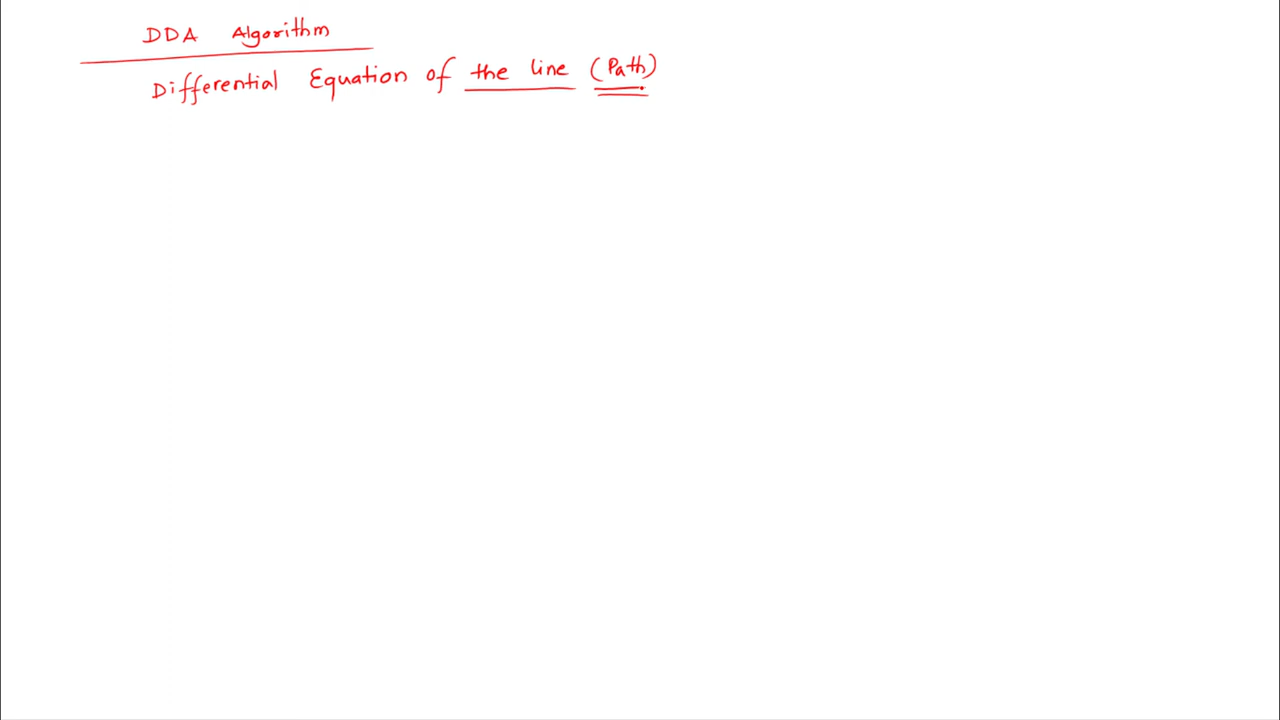 DDA Algorithm
Differential Equation of the line (Path)